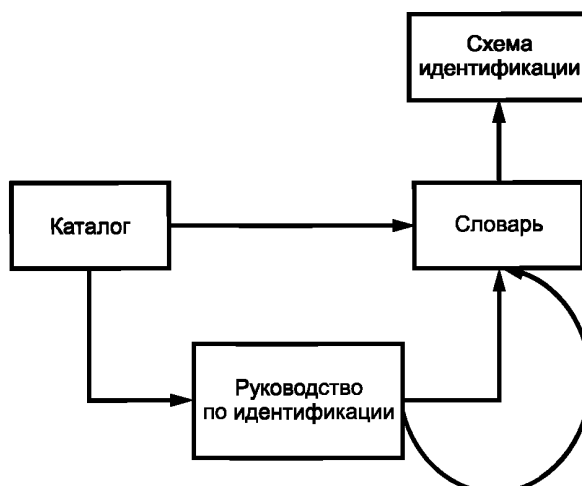 Схема
идентификации
Каталог
Словарь
Руководство
по идентификации